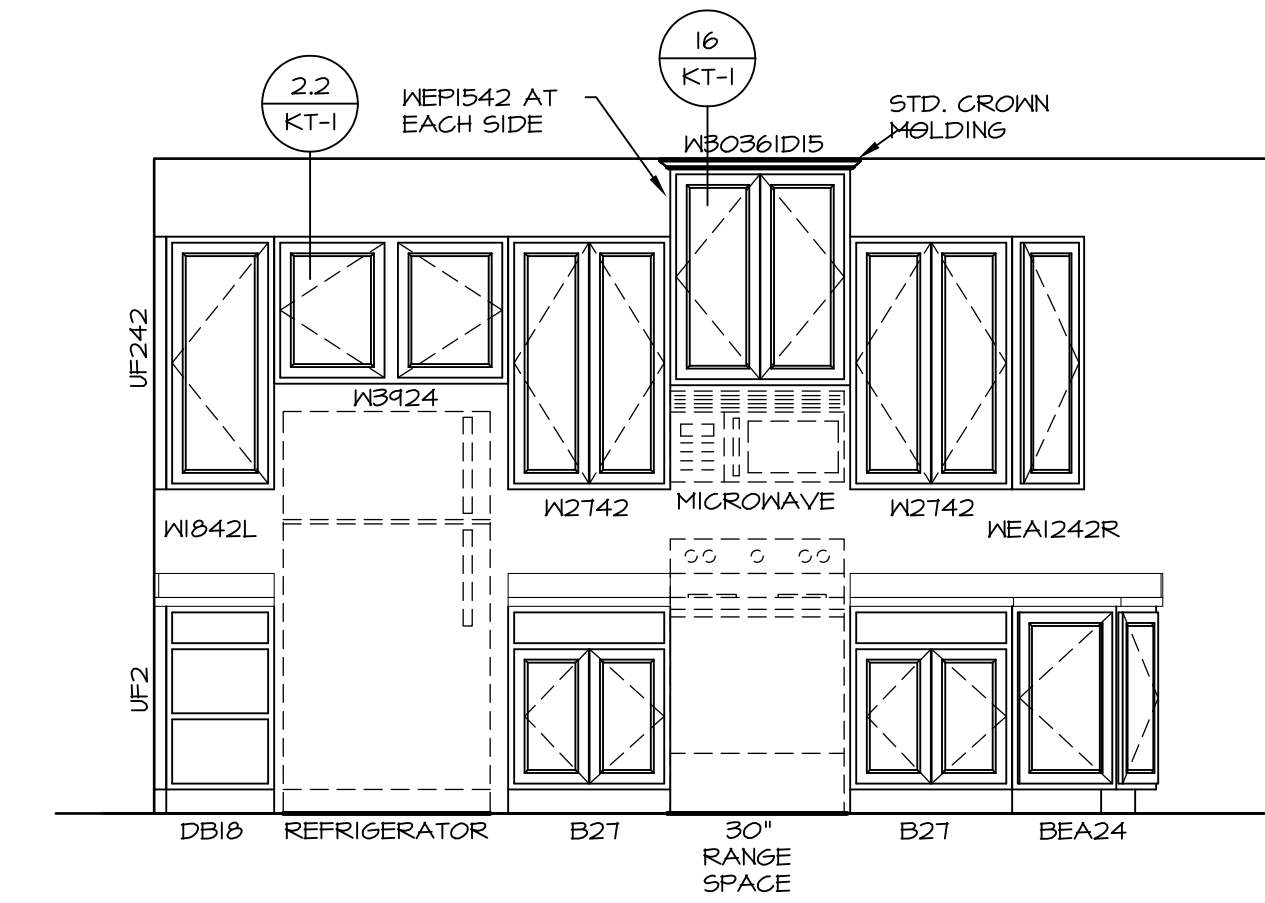 16
KT-1
2.2
KT-1
WEP1542 AT
EACH SIDE
STD. CROWN
MOLDING
W30361D15
UF242
W3924
W2742
MICROWAVE
W2742
W1842L
WEA1242R
UF2
DB18
REFRIGERATOR
B27
30"
RANGE
SPACE
B27
BEA24